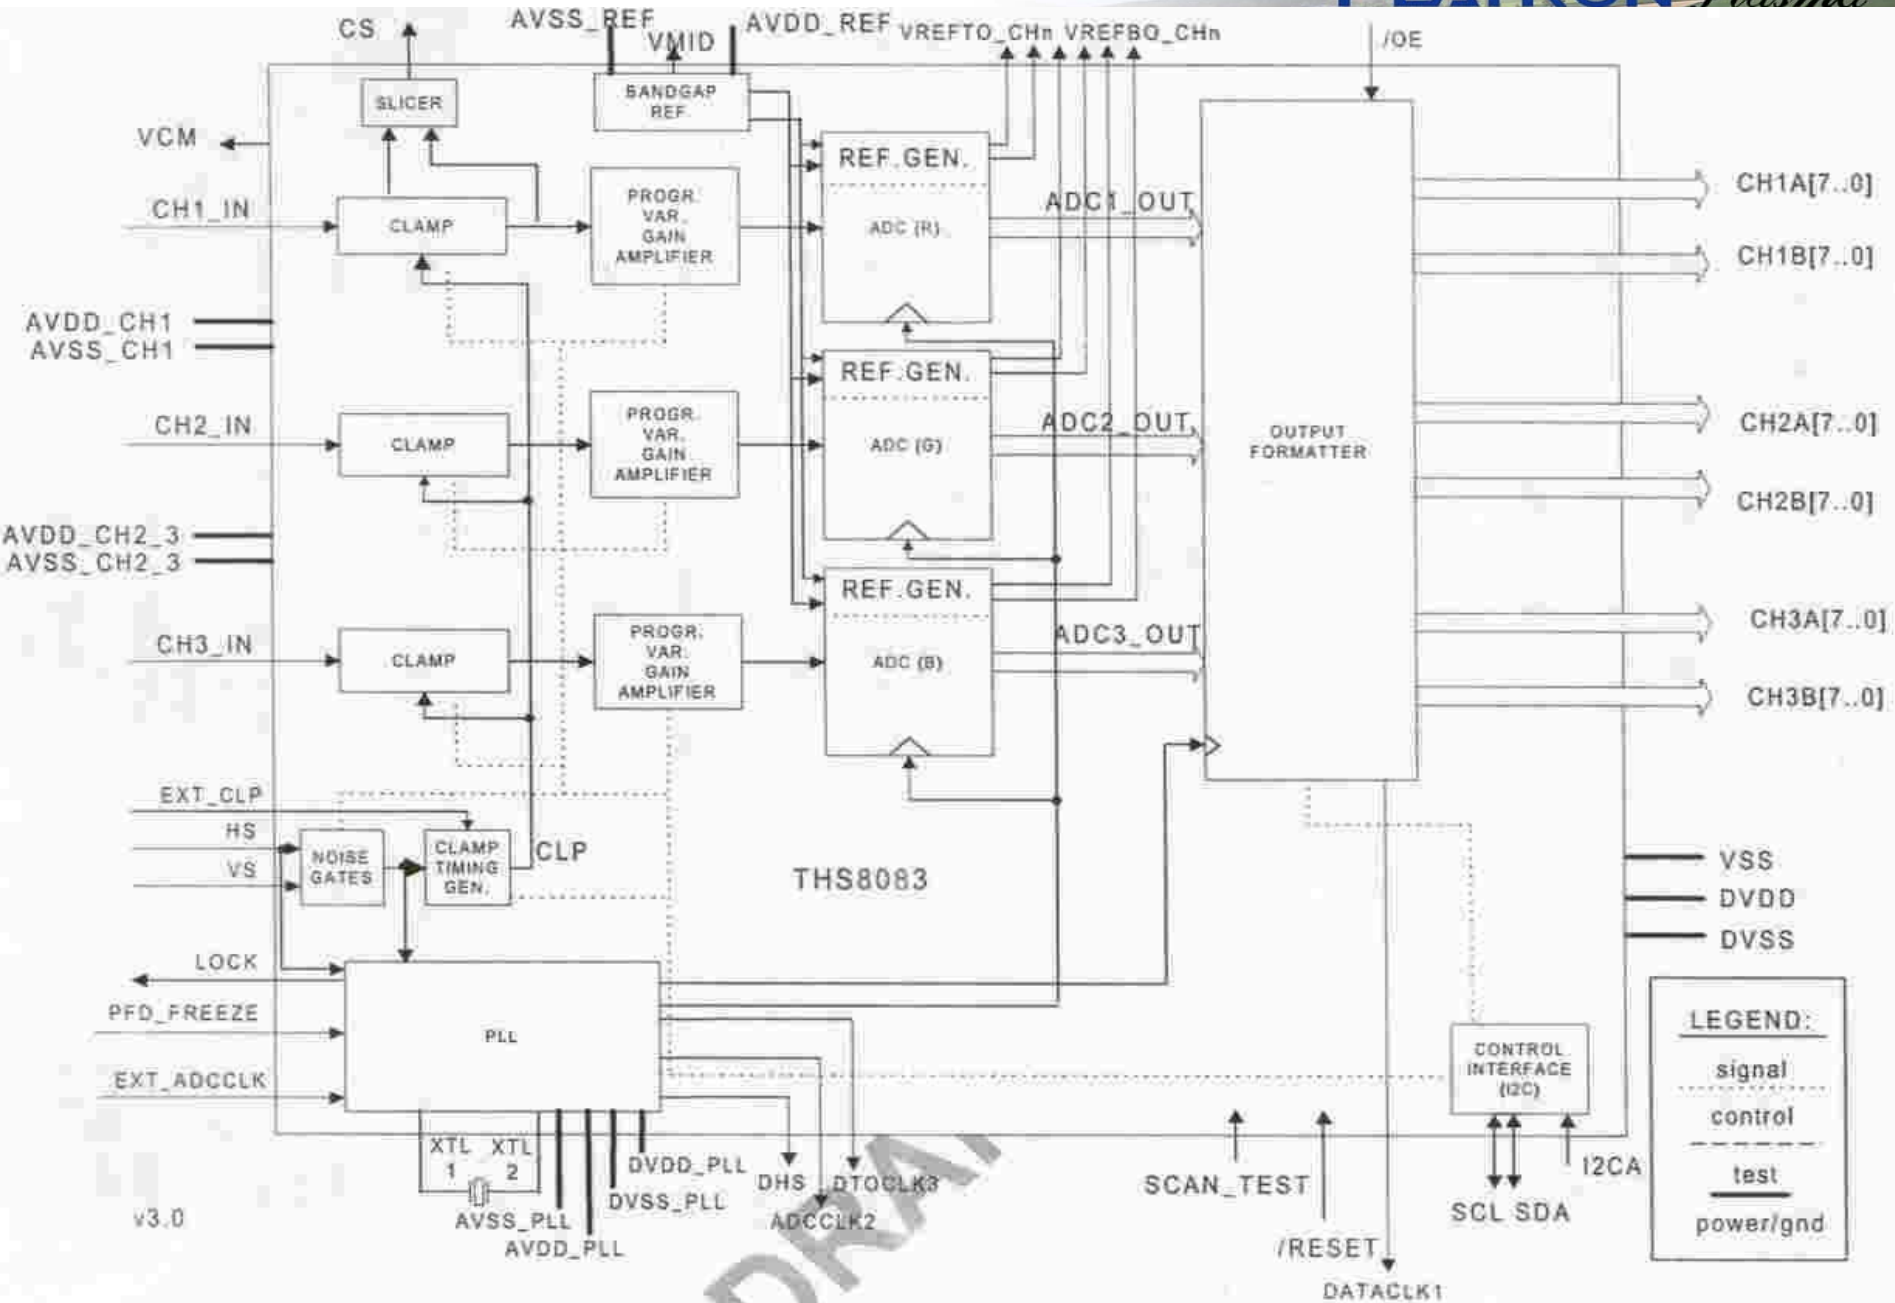 Plasma
CS
AVSS_REF
VMID
AVDD_REF
VREFTO_CHn
VREFBO_CHn
/OE
SLICER
BANDGAP
REF.
VCM
CH1_IN
CLAMP
PROGR.
VAR.
GAIN
AMPLIFIER
REF.GEN.
ADC (R)
ADC1_OUT
CH1A[7..0]
CH1B[7..0]
AVDD_CH1
AVSS_CH1
CH2_IN
CLAMP
PROGR.
VAR.
GAIN
AMPLIFIER
REF.GEN.
ADC (G)
ADC2_OUT
OUTPUT
FORMATTER
CH2A[7..0]
CH2B[7..0]
AVDD_CH2_3
AVSS_CH2_3
CH3_IN
CLAMP
PROGR.
VAR.
GAIN
AMPLIFIER
REF.GEN.
ADC (B)
ADC3_OUT
CH3A[7..0]
CH3B[7..0]
EXT_CLP
HS
VS
NOISE
GATES
CLAMP
TIMING
GEN.
CLP
THS8083
VSS
DVDD
DVSS
LOCK
PFD_FREEZE
EXT_ADCCLK
PLL
CONTROL
INTERFACE
(I2C)
LEGEND:
signal
control
test
power/gnd
XTL
1
XTL
2
DVDD_PLL
DVSS_PLL
AVSS_PLL
AVDD_PLL
DHS
DTOCLK3
ADCCLK2
SCAN_TEST
/RESET
DATACLK1
SCL SDA
I2CA
v3.0